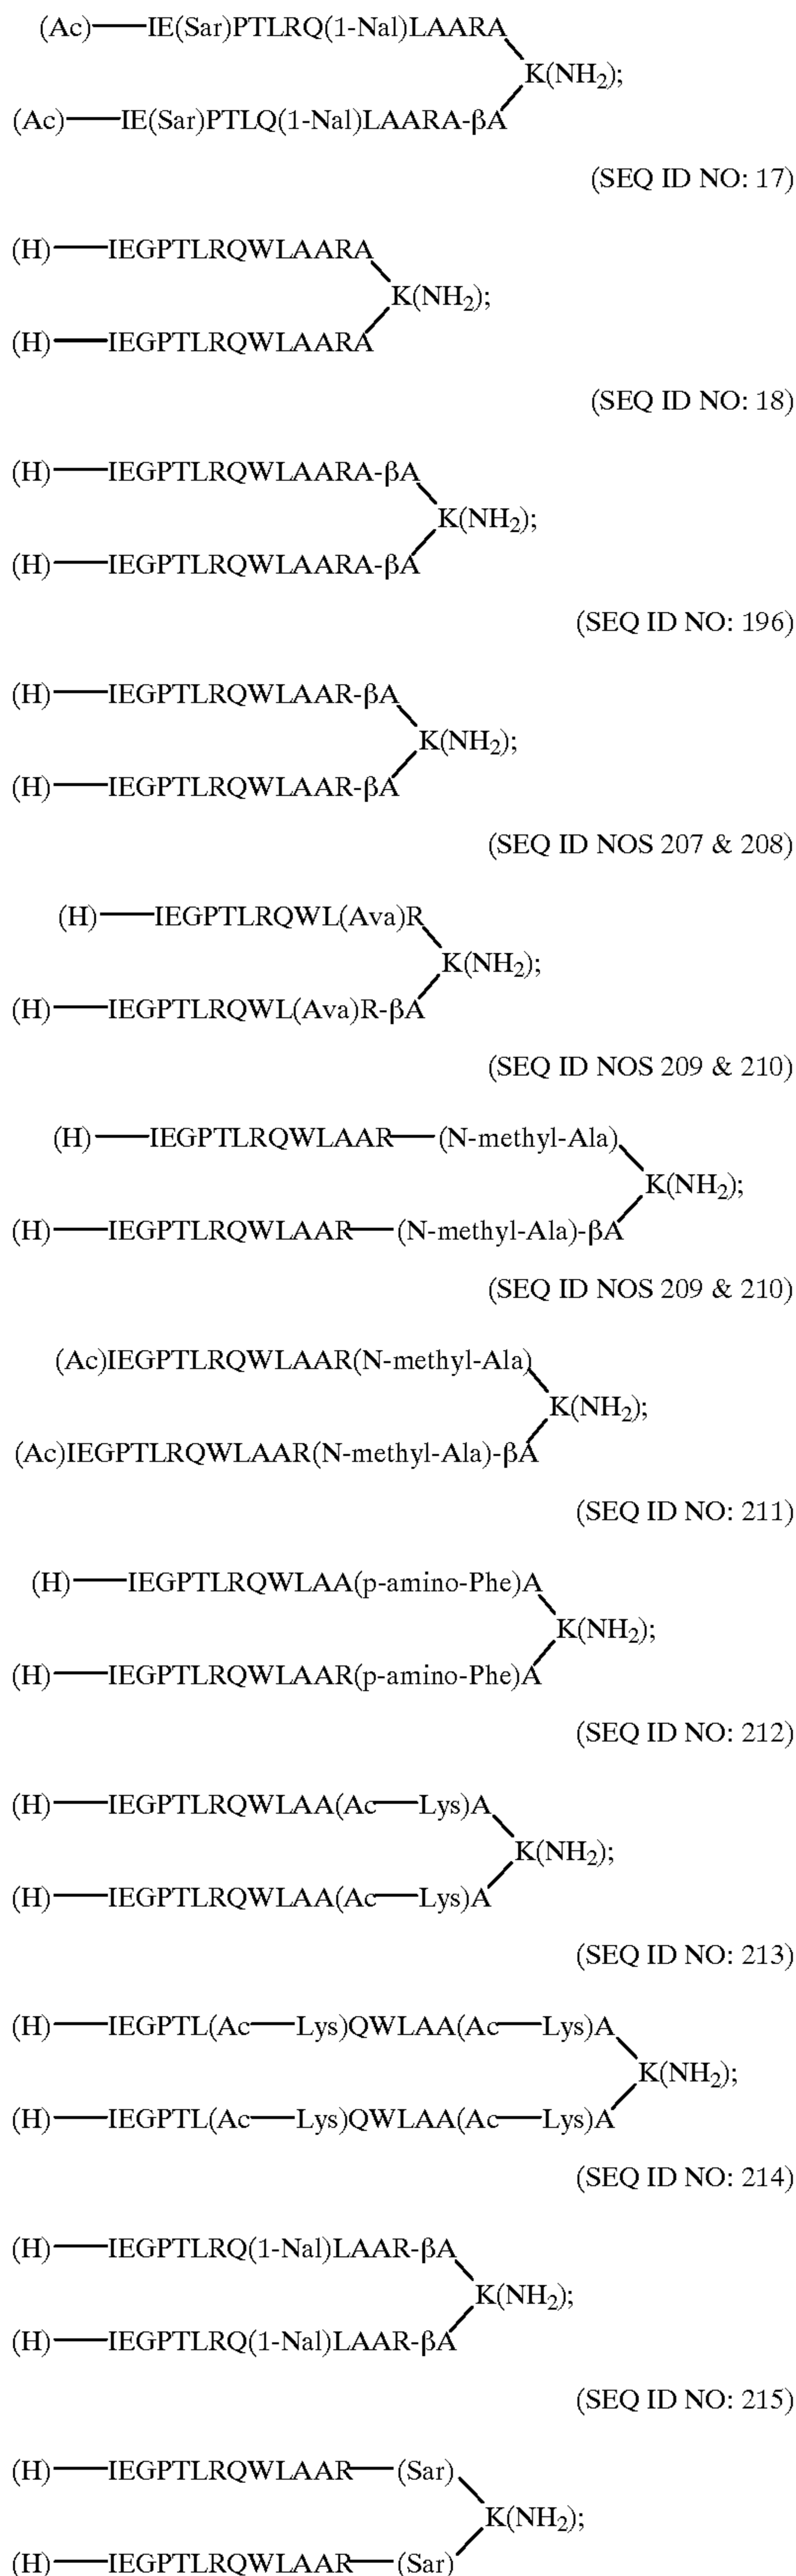 (Ac)—IE(Sar)PTLRQ(1-Nal)LAARA
K(NH2);
(Ac)—IE(Sar)PTLQ(1-Nal)LAARA-βA
(SEQ ID NO: 17)
(H)—IEGPTLRQWLAARA
K(NH2);
(H)—IEGPTLRQWLAARA
(SEQ ID NO: 18)
(H)—IEGPTLRQWLAARA-βA
K(NH2);
(H)—IEGPTLRQWLAARA-βA
(SEQ ID NO: 196)
(H)—IEGPTLRQWLAAR-βA
K(NH2);
(H)—IEGPTLRQWLAAR-βA
(SEQ ID NOS 207 & 208)
(H)—IEGPTLRQWL(Ava)R
K(NH2);
(H)—IEGPTLRQWL(Ava)R-βA
(SEQ ID NOS 209 & 210)
(H)—IEGPTLRQWLAAR—(N-methyl-Ala)
K(NH2);
(H)—IEGPTLRQWLAAR—(N-methyl-Ala)-βA
(SEQ ID NOS 209 & 210)
(Ac)IEGPTLRQWLAAR(N-methyl-Ala)
K(NH2);
(Ac)IEGPTLRQWLAAR(N-methyl-Ala)-βA
(SEQ ID NO: 211)
(H)—IEGPTLRQWLAA(p-amino-Phe)A
K(NH2);
(H)—IEGPTLRQWLAAR(p-amino-Phe)A
(SEQ ID NO: 212)
(H)—IEGPTLRQWLAA(Ac—Lys)A
K(NH2);
(H)—IEGPTLRQWLAA(Ac—Lys)A
(SEQ ID NO: 213)
(H)—IEGPTL(Ac—Lys)QWLAA(Ac—Lys)A
K(NH2);
(H)—IEGPTL(Ac—Lys)QWLAA(Ac—Lys)A
(SEQ ID NO: 214)
(H)—IEGPTLRQ(1-Nal)LAAR-βA
K(NH2);
(H)—IEGPTLRQ(1-Nal)LAAR-βA
(SEQ ID NO: 215)
(H)—IEGPTLRQWLAAR—(Sar)
K(NH2);
(H)—IEGPTLRQWLAAR—(Sar)